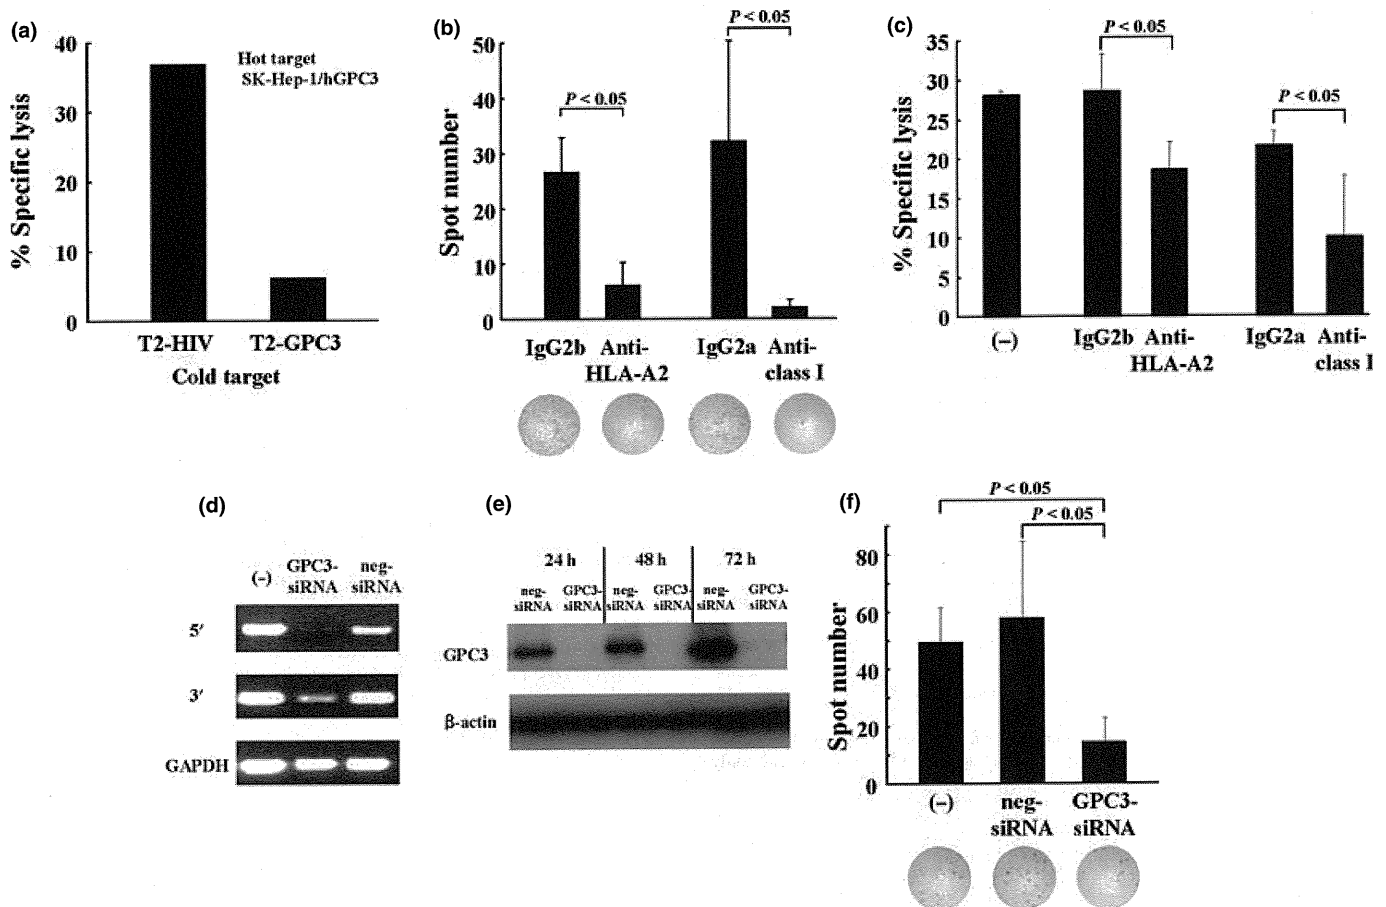 (a)
40
30
20
10
0
% Specific lysis
Hot target
SK-Hep-1/hGPC3
T2-HIV T2-GPC3
Cold target
(b)
50
40
30
20
10
0
Spot number
P < 0.05
P < 0.05
IgG2b Anti-HLA-A2 IgG2a Anti-class I
(c)
35
30
25
20
15
10
5
0
% Specific lysis
P < 0.05
P < 0.05
(–) IgG2b Anti-HLA-A2 IgG2a Anti-class I
(d)
(–) GPC3-siRNA neg-siRNA
5′
3′
GAPDH
(e)
24 h 48 h 72 h
neg-siRNA GPC3-siRNA neg-siRNA GPC3-siRNA neg-siRNA GPC3-siRNA
GPC3
β-actin
(f)
P < 0.05
P < 0.05
80
60
40
20
0
Spot number
(–) neg-siRNA GPC3-siRNA